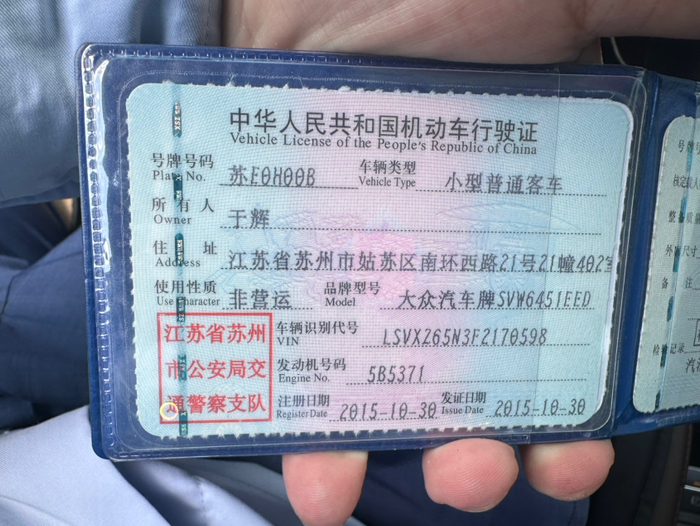 中华人民共和国机动车行驶证
Vehicle License of the People's Republic of China
号牌号码 苏E0H00B 车辆类型 小型普通客车
Plate No. Vehicle Type
所有人 于辉
Owner
住址 江苏省苏州市姑苏区南环西路21号21幢402室
Address
使用性质 非营运 品牌型号 大众汽车牌SVW6451EED
Use Character Model
江苏省苏州
市公安局交
通警察支队
车辆识别代号 LSVXZ65N3F2170598
VIN
发动机号码 5B5371
Engine No.
注册日期 2015-10-30 发证日期 2015-10-30
Register Date Issue Date